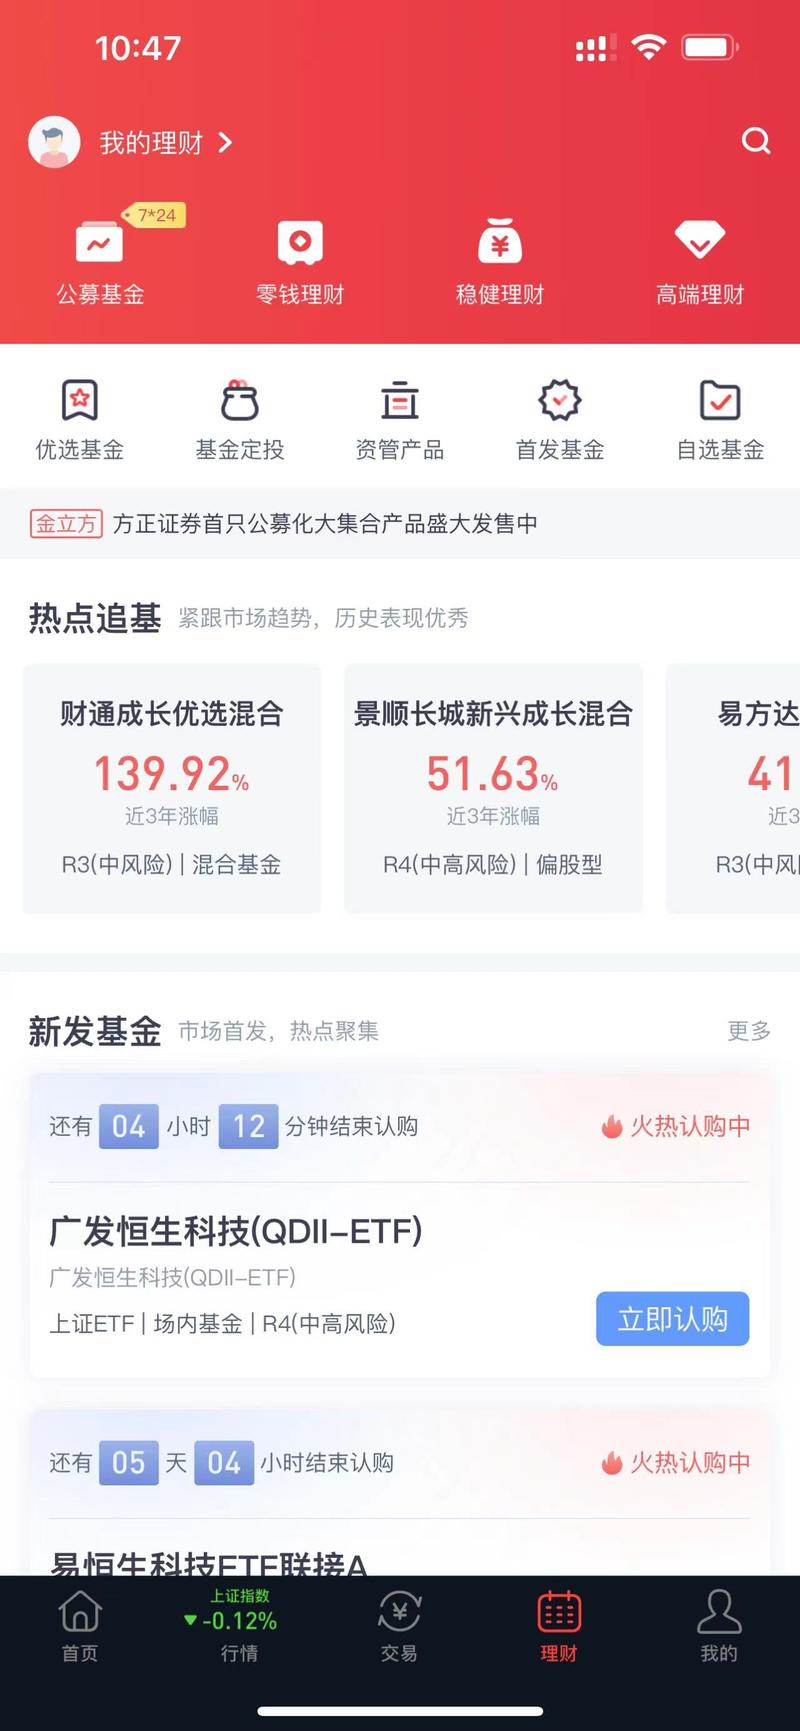 10:47
我的理财
7*24
公募基金 零钱理财 稳健理财 高端理财
优选基金 基金定投 资管产品 首发基金 自选基金
金立方 方正证券首只公募化大集合产品盛大发售中
热点追基 紧跟市场趋势，历史表现优秀
财通成长优选混合 景顺长城新兴成长混合 易方达
139.92% 51.63% 41
近3年涨幅 近3年涨幅 近3
R3(中风险) | 混合基金 R4(中高风险) | 偏股型 R3(中风
新发基金 市场首发，热点聚集 更多
还有 04 小时 12 分钟结束认购 火热认购中
广发恒生科技(QDII-ETF)
广发恒生科技(QDII-ETF)
上证ETF | 场内基金 | R4(中高风险) 立即认购
还有 05 天 04 小时结束认购 火热认购中
易恒生科技ETF联接A
上证指数
-0.12%
首页 行情 交易 理财 我的